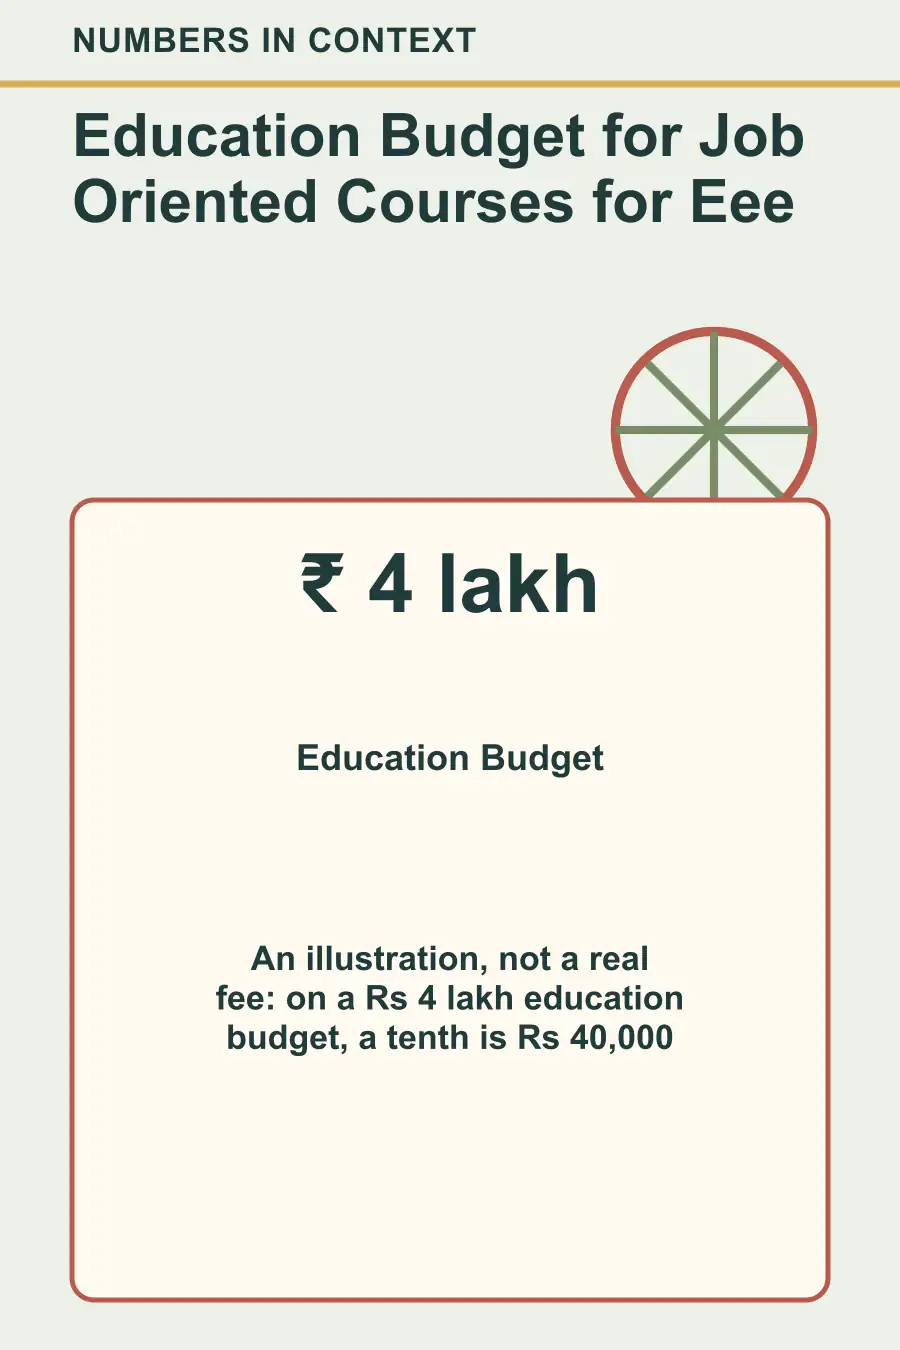 NUMBERS IN CONTEXT
Education Budget for Job
Oriented Courses for Eee
₹ 4 lakh
Education Budget
An illustration, not a real
fee: on a Rs 4 lakh education
budget, a tenth is Rs 40,000